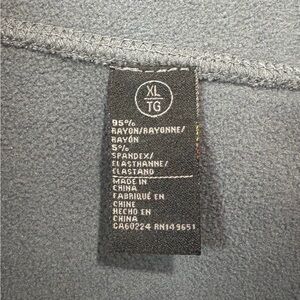 XL
TG
95%
RAYON/RAYONNE/
RAYÓN
5%
SPANDEX/
ELASTHANNE/
ELASTANO
MADE IN
CHINA
FABRIQUÉ EN
CHINE
HECHO EN
CHINA
CA60224 RN149651